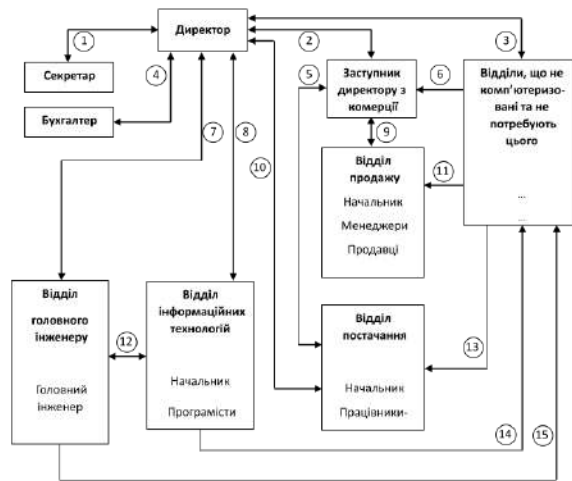 Директор
1
2
3
Секретар
4
5
Заступник
директору з
комерції
6
Відділи, що не
комп'ютеризо-
вані та не
потребують
цього
...
...
Бухгалтер
7
8
9
10
Відділ
продажу
Начальник
Менеджери
Продавці
11
Відділ
головного
інженеру
Головний
інженер
12
Відділ
інформаційних
технологій
Начальник
Програмісти
Відділ
постачання
Начальник
Працівники-
13
14
15